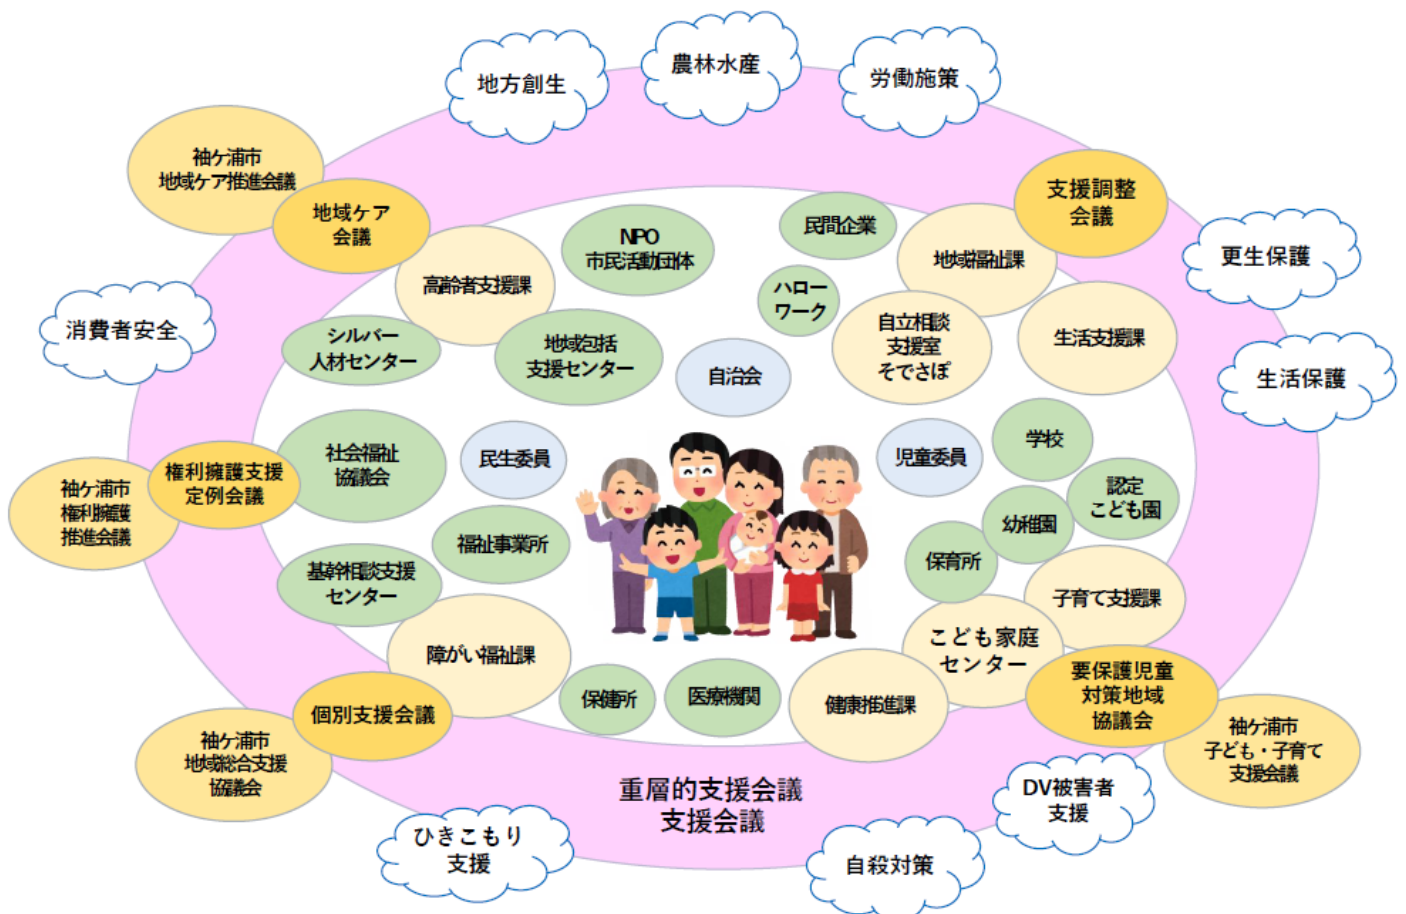 農林水産
地方創生
労働施策
袖ケ浦市
地域ケア推進会議
地域ケア
会議
支援調整
会議
NPO
市民活動団体
民間企業
地域福祉課
更生保護
高齢者支援課
ハロー
ワーク
消費者安全
シルバー
人材センター
地域包括
支援センター
自治会
自立相談
支援室
そでさぽ
生活支援課
生活保護
袖ケ浦市
権利擁護
推進会議
権利擁護支援
定例会議
社会福祉
協議会
民生委員
児童委員
学校
認定
こども園
幼稚園
保育所
福祉事業所
基幹相談支援
センター
子育て支援課
障がい福祉課
こども家庭
センター
保健所
医療機関
健康推進課
要保護児童
対策地域
協議会
個別支援会議
袖ケ浦市
地域総合支援
協議会
袖ケ浦市
子ども・子育て
支援会議
重層的支援会議
支援会議
DV被害者
支援
ひきこもり
支援
自殺対策